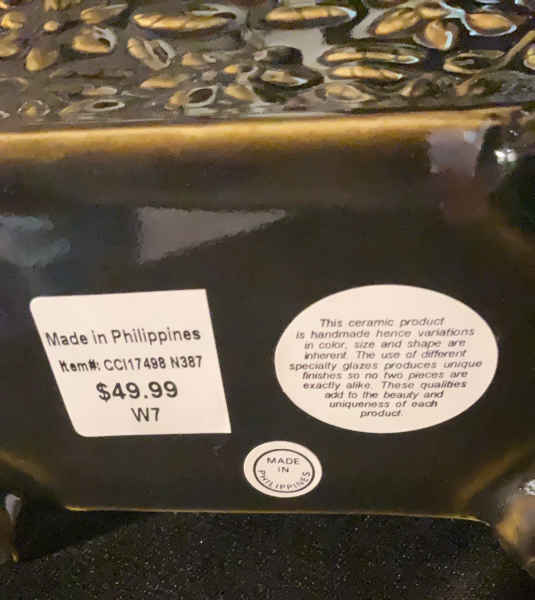 Made in Philippines
Item#: CCI17498 N387
$49.99
W7
This ceramic product
is handmade hence variations
in color, size and shape are
inherent. The use of different
specialty glazes produces unique
finishes so no two pieces are
exactly alike. These qualities
add to the beauty and
uniqueness of each
product.
MADE
IN
PHILIPPINES